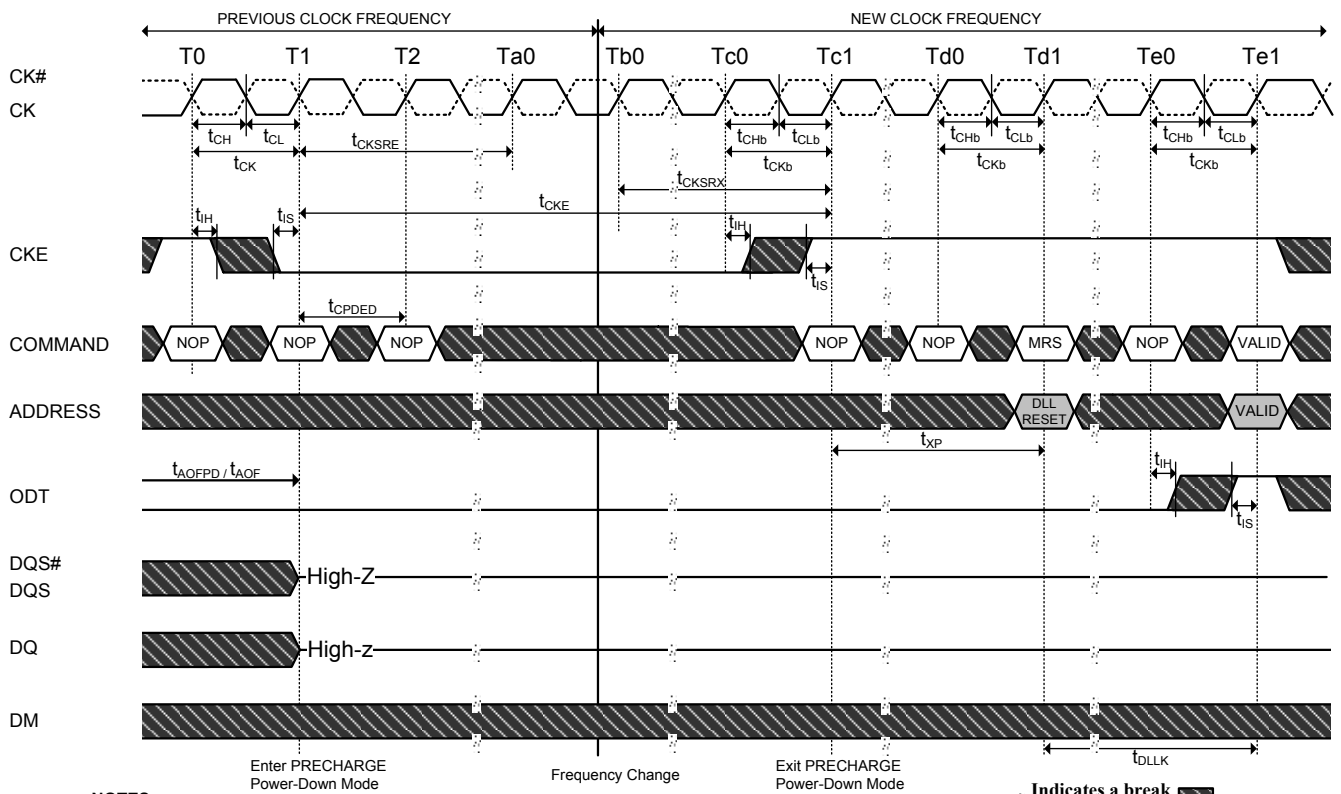 PREVIOUS CLOCK FREQUENCY NEW CLOCK FREQUENCY
T0 T1 T2 Ta0 Tb0 Tc0 Tc1 Td0 Td1 Te0 Te1
CK#
CK
tCH tCL tCKSRE tCHb tCLb tCHb tCLb tCHb tCLb
tCK tCKb tCKb tCKb
tCKSRX
tCKE
tIH tIS tIH
CKE
tIS
tCPDED
COMMAND NOP NOP NOP NOP NOP MRS NOP VALID
ADDRESS DLL RESET VALID
tXP
tAOFPD / tAOF tIH
ODT
tIS
DQS#
DQS
High-Z
DQ High-z
DM
tDLLK
Enter PRECHARGE
Power-Down Mode
Frequency Change
Exit PRECHARGE
Power-Down Mode
Indicates a break